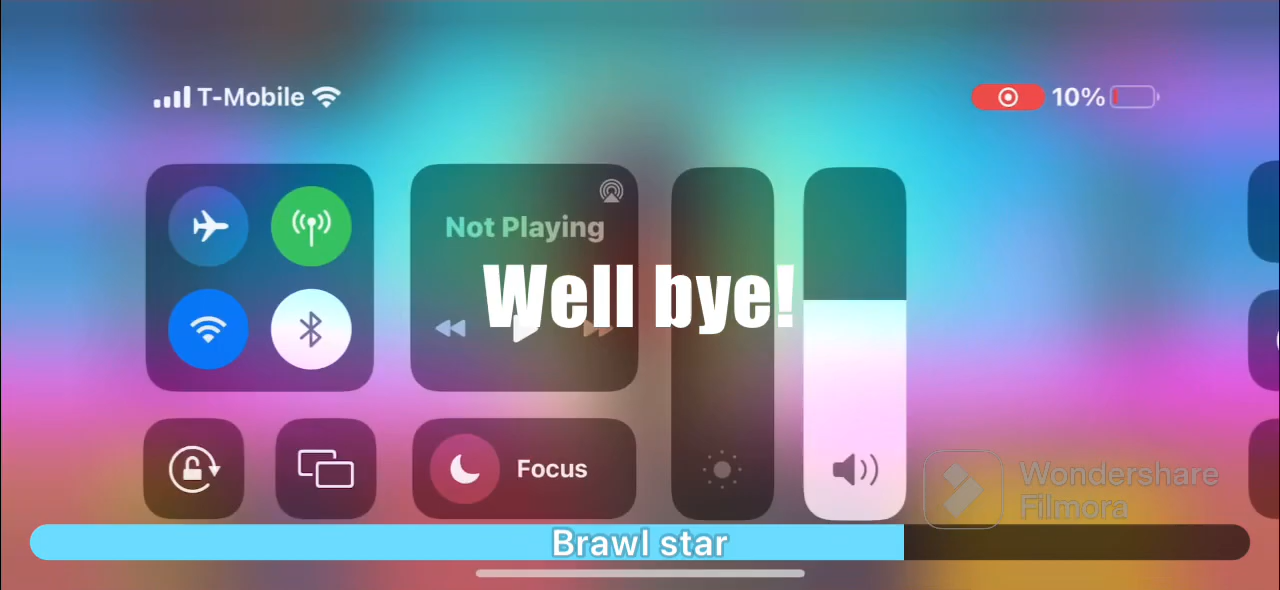 T-Mobile
10%
Not Playing
Well bye!
Focus
Wondershare
Filmora
Brawl star